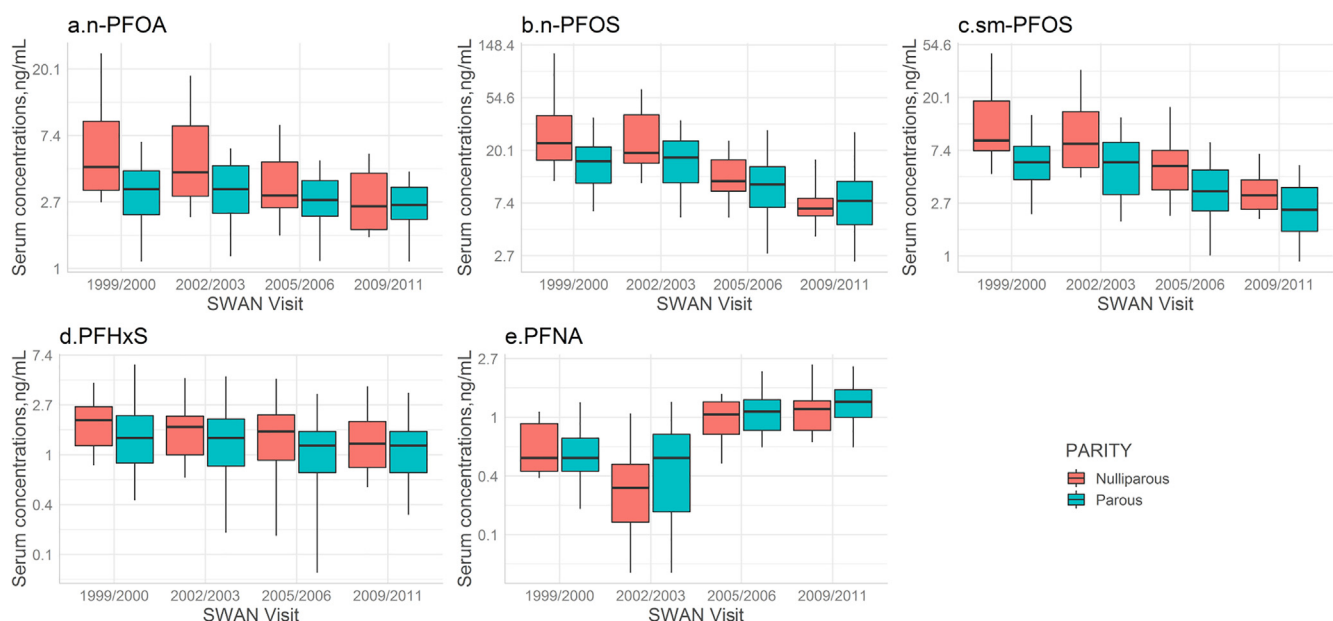 a.n-PFOA
Serum concentrations,ng/mL
20.1
7.4
2.7
1
1999/2000 2002/2003 2005/2006 2009/2011
SWAN Visit
b.n-PFOS
Serum concentrations,ng/mL
148.4
54.6
20.1
7.4
2.7
1999/2000 2002/2003 2005/2006 2009/2011
SWAN Visit
c.sm-PFOS
Serum concentrations,ng/mL
54.6
20.1
7.4
2.7
1
1999/2000 2002/2003 2005/2006 2009/2011
SWAN Visit
d.PFHxS
Serum concentrations,ng/mL
7.4
2.7
1
0.4
0.1
1999/2000 2002/2003 2005/2006 2009/2011
SWAN Visit
e.PFNA
Serum concentrations,ng/mL
2.7
1
0.4
0.1
1999/2000 2002/2003 2005/2006 2009/2011
SWAN Visit
PARITY
Nulliparous
Parous